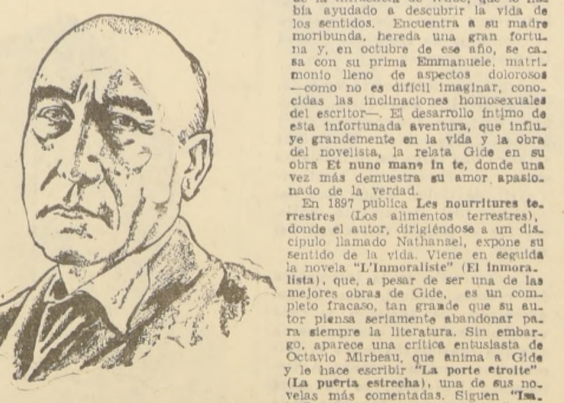 bía ayudado a descubrir la vida de
los sentidos. Encuentra a su madre
moribunda, hereda una gran fortu-
na y, en octubre de ese año, se ca-
sa con su prima Emmanuele, matri-
monio lleno de aspectos dolorosos
—como no es difícil imaginar, cono-
cidas las inclinaciones homosexuales
del escritor—. El desarrollo íntimo de
esta infortunada aventura, que influ-
ye grandemente en la vida y la obra
del novelista, la relata Gide en su
obra Et nunc mans in te, donde una
vez más demuestra su amor apasio-
nado de la verdad.
En 1897 publica Les nourritures te-
rrestres (Los alimentos terrestres),
donde el autor, dirigiéndose a un dis-
cípulo llamado Nathanael, expone su
sentido de la vida. Viene en seguida
la novela "L'Inmoraliste" (El inmora-
lista), que, a pesar de ser una de las
mejores obras de Gide, es un com-
pleto fracaso, tan grande que su au-
tor piensa seriamente abandonar pa-
ra siempre la literatura. Sin embar-
go, aparece una crítica entusiasta de
Octavio Mirbeau, que anima a Gide
y le hace escribir "La porte etroite"
(La puerta estrecha), una de sus no-
velas más comentadas. Siguen "Isa-